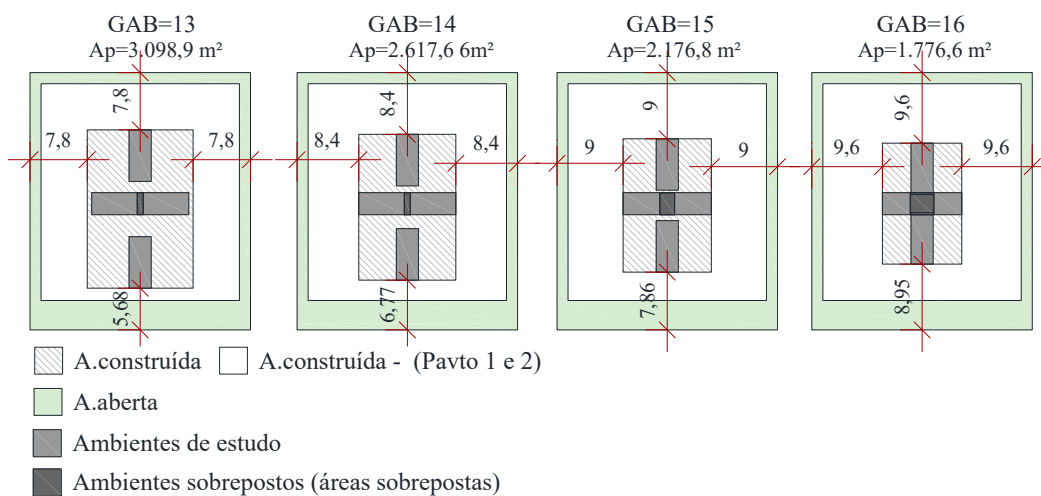 GAB=13 GAB=14 GAB=15 GAB=16
Ap=3.098,9 m² Ap=2.617,6 6m² Ap=2.176,8 m² Ap=1.776,6 m²
7,8 8,4 9 9,6
7,8 7,8 8,4 8,4 9 9 9,6 9,6
5,68 6,77 7,86 8,95
A.construída A.construída - (Pavto 1 e 2)
A.aberta
Ambientes de estudo
Ambientes sobrepostos (áreas sobrepostas)